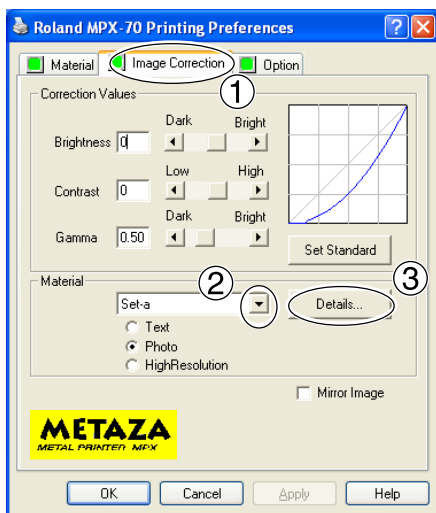 Roland MPX-70 Printing Preferences
Material Image Correction Option
1
Correction Values
Dark Bright
Brightness 0
Low High
Contrast 0
Dark Bright
Gamma 0.50
Set Standard
Material
2 3
Set-a Details...
Text
Photo
HighResolution
Mirror Image
METAZA
METAL PRINTER MPX
OK Cancel Apply Help